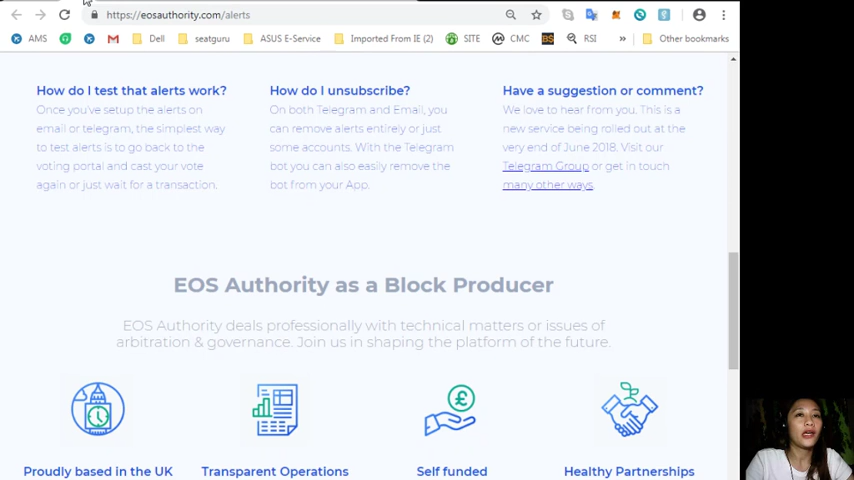 https://eosauthority.com/alerts
AMS
Dell
seatguru
ASUS E-Service
Imported From IE (2)
SITE
CMC
RSI
»
Other bookmarks
How do I test that alerts work?
Once you've setup the alerts on
email or telegram, the simplest way
to test alerts is to go back to the
voting portal and cast your vote
again or just wait for a transaction.
How do I unsubscribe?
On both Telegram and Email, you
can remove alerts entirely or just
some accounts. With the Telegram
bot you can also easily remove the
bot from your App.
Have a suggestion or comment?
We love to hear from you. This is a
new service being rolled out at the
very end of June 2018. Visit our
Telegram Group or get in touch
many other ways.
EOS Authority as a Block Producer
EOS Authority deals professionally with technical matters or issues of
arbitration & governance. Join us in shaping the platform of the future.
Proudly based in the UK
Transparent Operations
Self funded
Healthy Partnerships